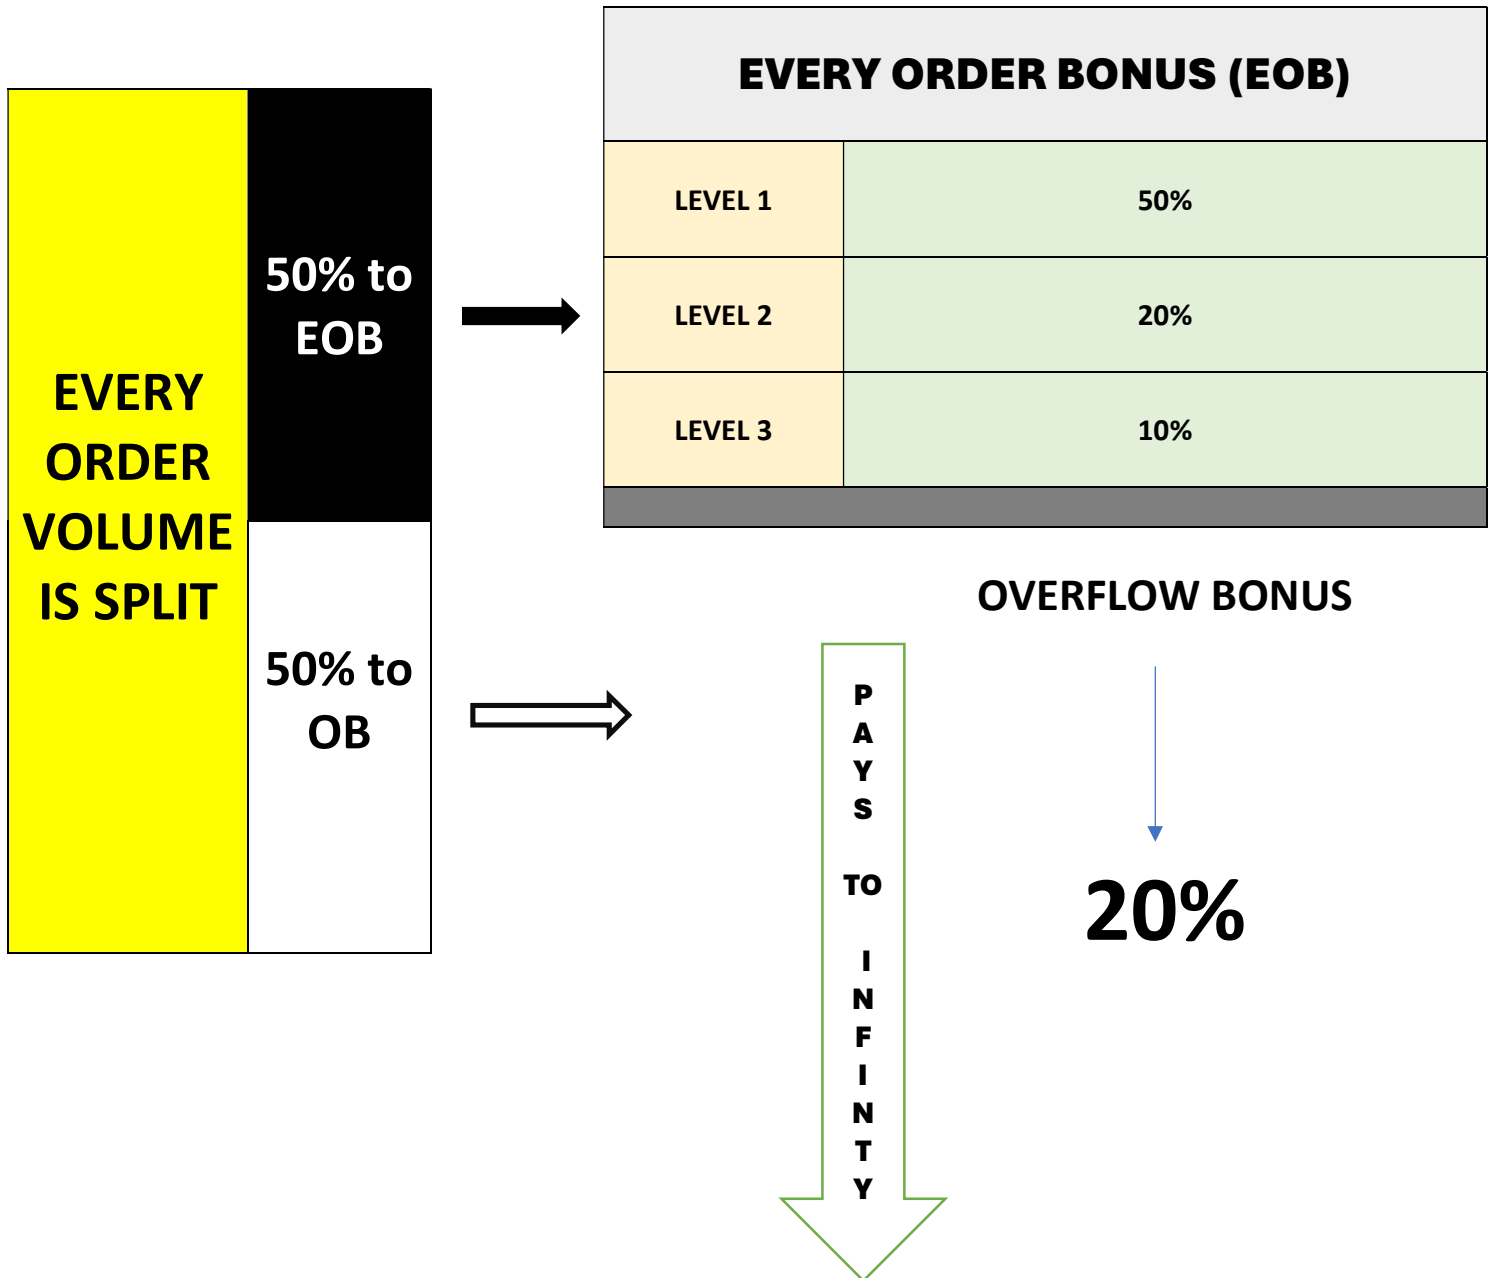 EVERY
ORDER
VOLUME
IS SPLIT
50% to
EOB
50% to
OB
EVERY ORDER BONUS (EOB)
LEVEL 1 50%
LEVEL 2 20%
LEVEL 3 10%
OVERFLOW BONUS
20%
P
A
Y
S
TO
I
N
F
I
N
T
Y